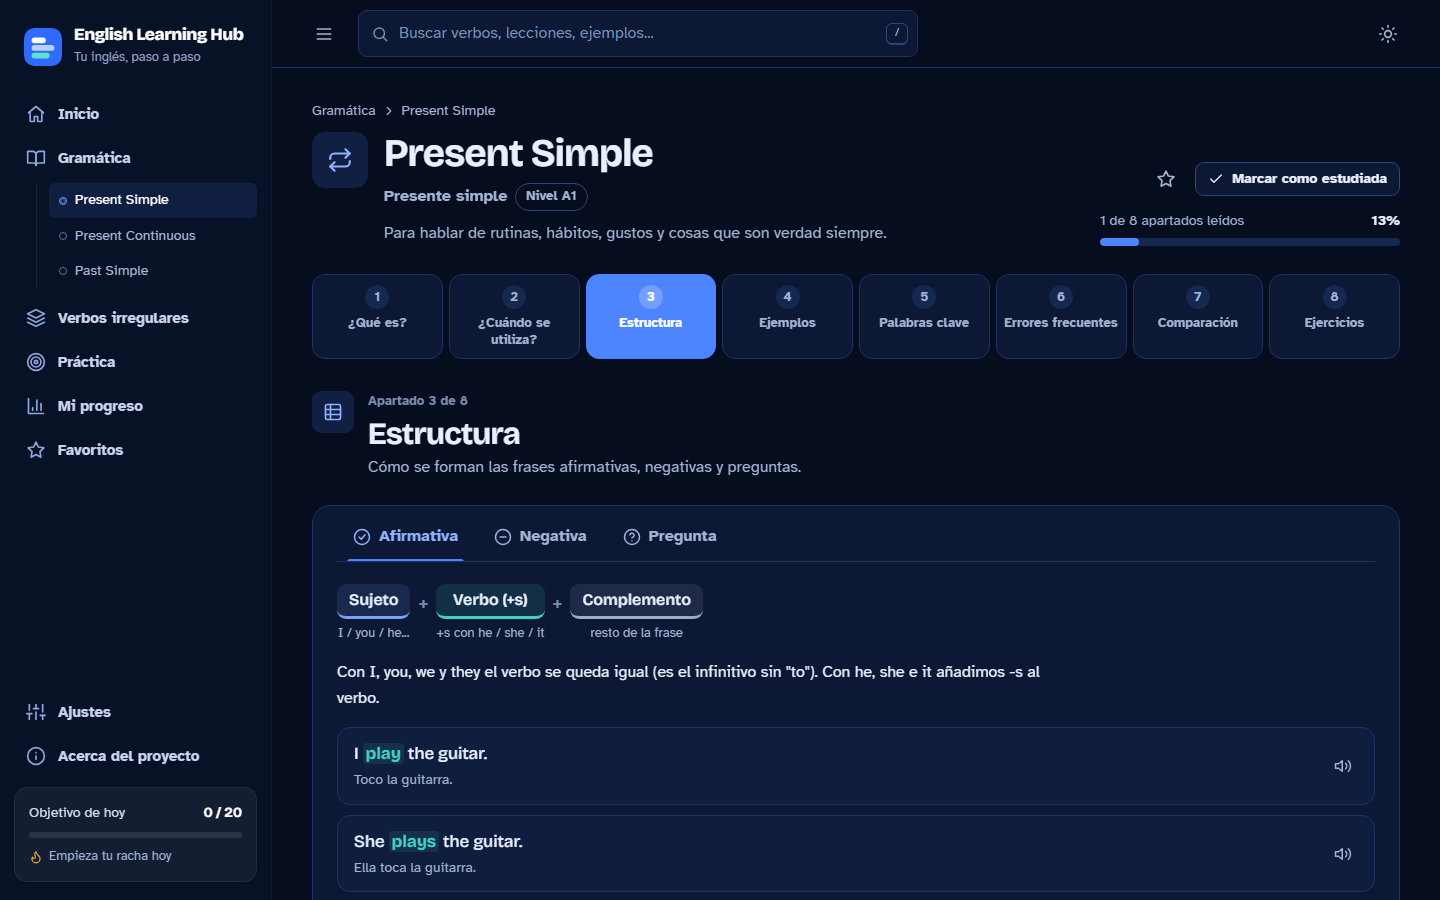 English Learning Hub
Tu inglés, paso a paso
Inicio
Gramática
Present Simple
Present Continuous
Past Simple
Verbos irregulares
Práctica
Mi progreso
Favoritos
Ajustes
Acerca del proyecto
Objetivo de hoy 0 / 20
Empieza tu racha hoy
Buscar verbos, lecciones, ejemplos... /
Gramática > Present Simple
Present Simple
Presente simple Nivel A1
Para hablar de rutinas, hábitos, gustos y cosas que son verdad siempre.
Marcar como estudiada
1 de 8 apartados leídos 13%
1
¿Qué es?
2
¿Cuándo se
utiliza?
3
Estructura
4
Ejemplos
5
Palabras clave
6
Errores frecuentes
7
Comparación
8
Ejercicios
Apartado 3 de 8
Estructura
Cómo se forman las frases afirmativas, negativas y preguntas.
Afirmativa Negativa Pregunta
Sujeto + Verbo (+s) + Complemento
I / you / he... +s con he / she / it resto de la frase
Con I, you, we y they el verbo se queda igual (es el infinitivo sin "to"). Con he, she e it añadimos -s al
verbo.
I play the guitar.
Toco la guitarra.
She plays the guitar.
Ella toca la guitarra.